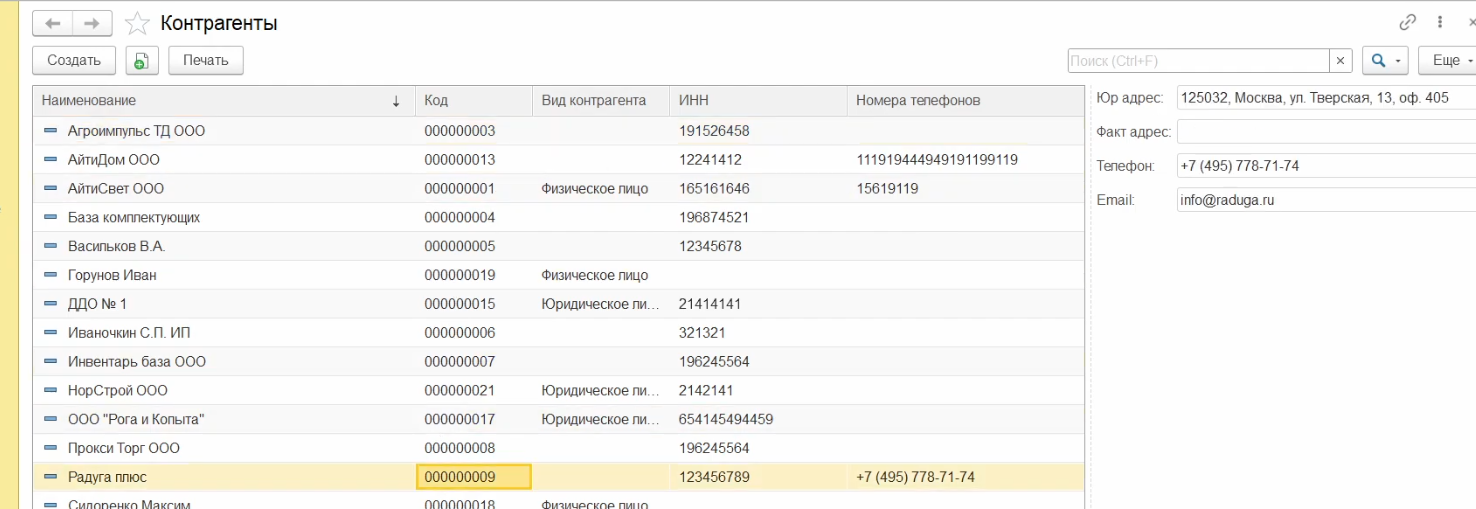 Контрагенты
Создать Печать Поиск (Ctrl+F) × Еще
Наименование ↓ Код Вид контрагента ИНН Номера телефонов
Агроимпульс ТД ООО 000000003 191526458
АйтиДом ООО 000000013 12241412 111919444949191199119
АйтиСвет ООО 000000001 Физическое лицо 165161646 15619119
База комплектующих 000000004 196874521
Васильков В.А. 000000005 12345678
Горунов Иван 000000019 Физическое лицо
ДДО № 1 000000015 Юридическое ли... 21414141
Иваночкин С.П. ИП 000000006 321321
Инвентарь база ООО 000000007 196245564
НорСтрой ООО 000000021 Юридическое ли... 2142141
ООО "Рога и Копыта" 000000017 Юридическое ли... 654145494459
Прокси Торг ООО 000000008 196245564
Радуга плюс 000000009 123456789 +7 (495) 778-71-74
Сидоренко Максим 000000018 Физическое лицо
Юр адрес: 125032, Москва, ул. Тверская, 13, оф. 405
Факт адрес:
Телефон: +7 (495) 778-71-74
Email: info@raduga.ru